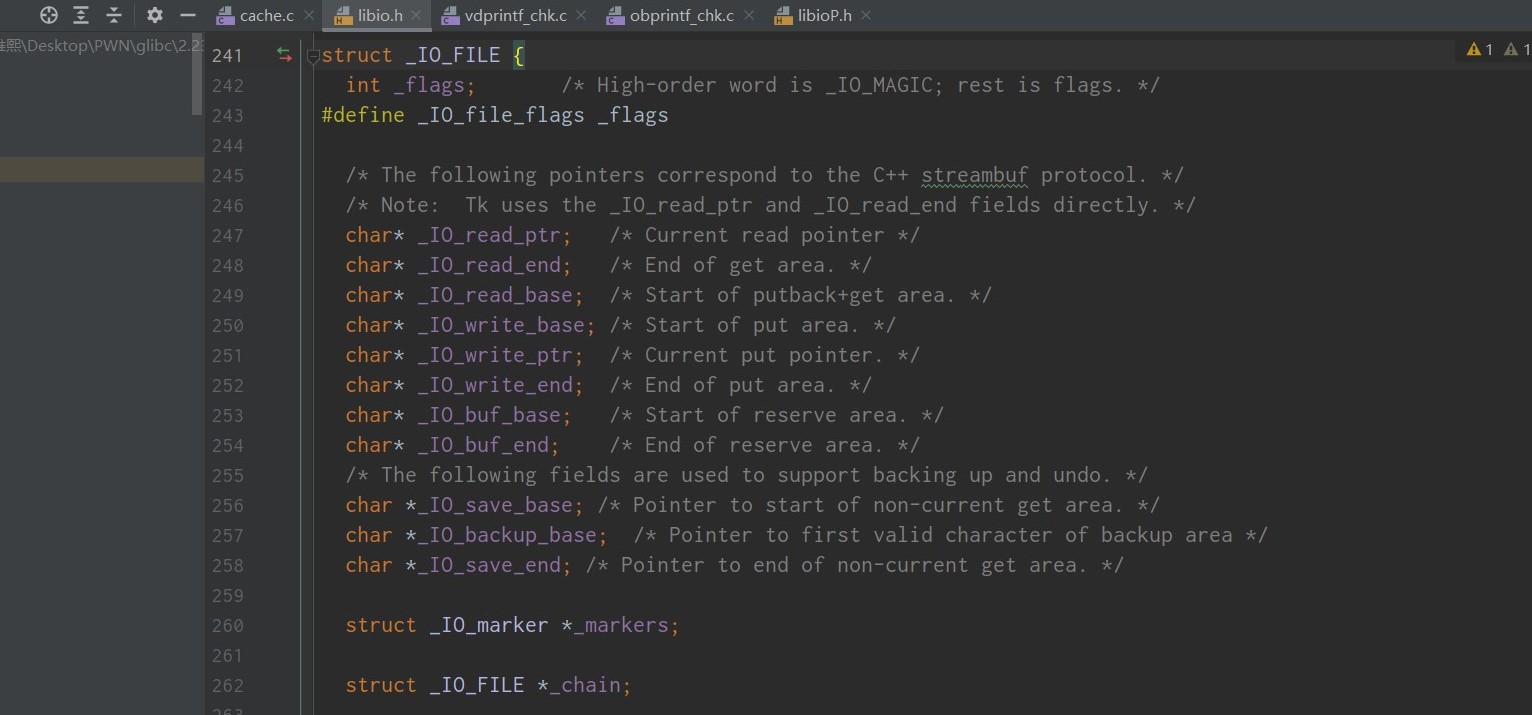 cache.c libio.h vdprintf_chk.c obprintf_chk.c libioP.h
熙\Desktop\PWN\glibc\2.23
1 1
241 struct _IO_FILE {
242   int _flags;       /* High-order word is _IO_MAGIC; rest is flags. */
243 #define _IO_file_flags _flags
244
245   /* The following pointers correspond to the C++ streambuf protocol. */
246   /* Note:  Tk uses the _IO_read_ptr and _IO_read_end fields directly. */
247   char* _IO_read_ptr;   /* Current read pointer */
248   char* _IO_read_end;   /* End of get area. */
249   char* _IO_read_base;  /* Start of putback+get area. */
250   char* _IO_write_base; /* Start of put area. */
251   char* _IO_write_ptr;  /* Current put pointer. */
252   char* _IO_write_end;  /* End of put area. */
253   char* _IO_buf_base;   /* Start of reserve area. */
254   char* _IO_buf_end;    /* End of reserve area. */
255   /* The following fields are used to support backing up and undo. */
256   char *_IO_save_base; /* Pointer to start of non-current get area. */
257   char *_IO_backup_base;  /* Pointer to first valid character of backup area */
258   char *_IO_save_end; /* Pointer to end of non-current get area. */
259
260   struct _IO_marker *_markers;
261
262   struct _IO_FILE *_chain;